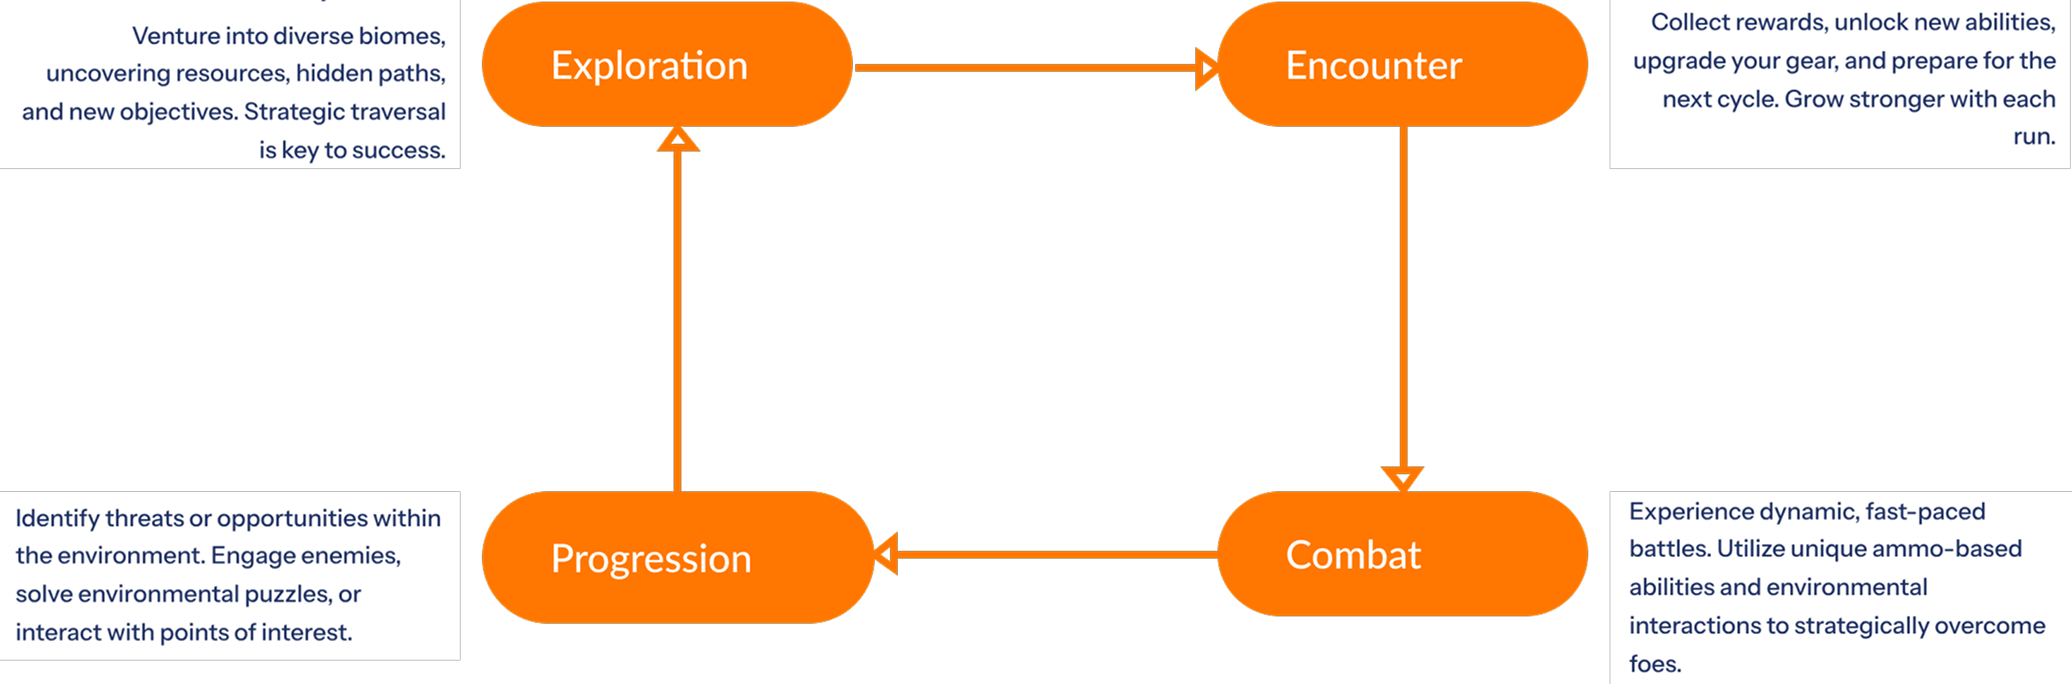 Venture into diverse biomes,
uncovering resources, hidden paths,
and new objectives. Strategic traversal
is key to success.
Exploration
Encounter
Collect rewards, unlock new abilities,
upgrade your gear, and prepare for the
next cycle. Grow stronger with each
run.
Identify threats or opportunities within
the environment. Engage enemies,
solve environmental puzzles, or
interact with points of interest.
Progression
Combat
Experience dynamic, fast-paced
battles. Utilize unique ammo-based
abilities and environmental
interactions to strategically overcome
foes.